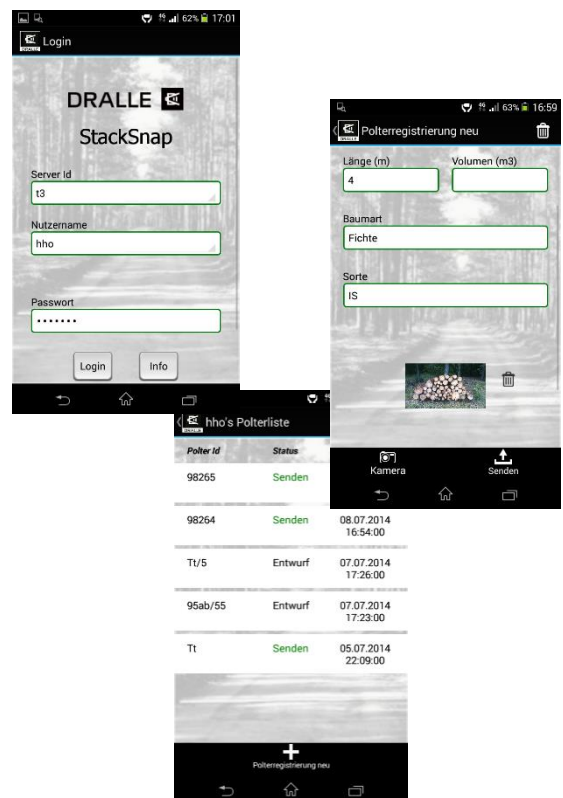 62% 17:01
DRALLE Login
DRALLE
StackSnap
Server Id
t3
Nutzername
hho
Passwort
•••••••
Login Info
63% 16:59
Polterregistrierung neu
Länge (m) Volumen (m3)
4
Baumart
Fichte
Sorte
IS
Kamera Senden
hho's Polterliste
Polter Id Status
98265 Senden
98264 Senden 08.07.2014
16:54:00
Tt/5 Entwurf 07.07.2014
17:26:00
95ab/55 Entwurf 07.07.2014
17:23:00
Tt Senden 05.07.2014
22:09:00
Polterregistrierung neu